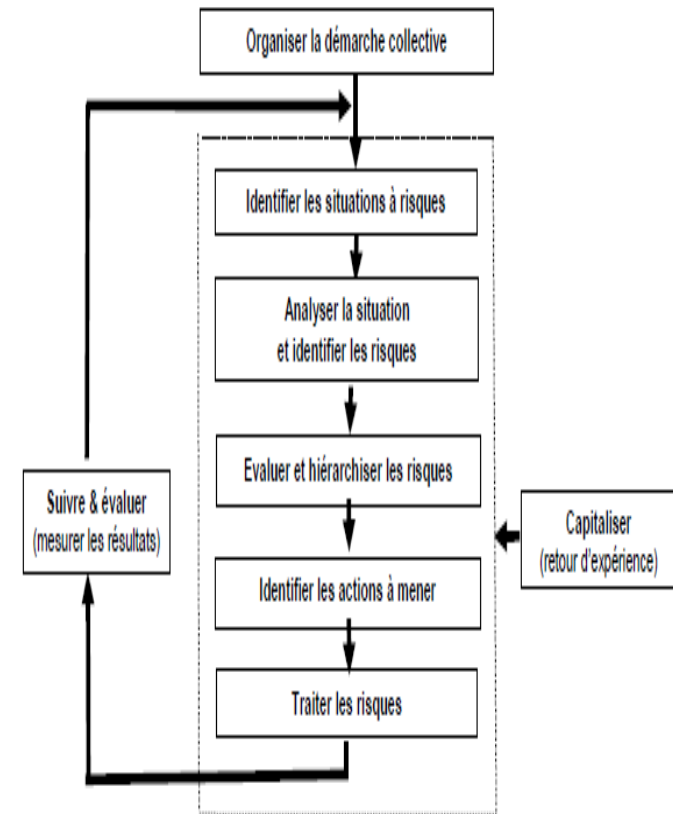 Organiser la démarche collective
Identifier les situations à risques
Analyser la situation
et identifier les risques
Evaluer et hiérarchiser les risques
Identifier les actions à mener
Traiter les risques
Suivre & évaluer
(mesurer les résultats)
Capitaliser
(retour d'expérience)